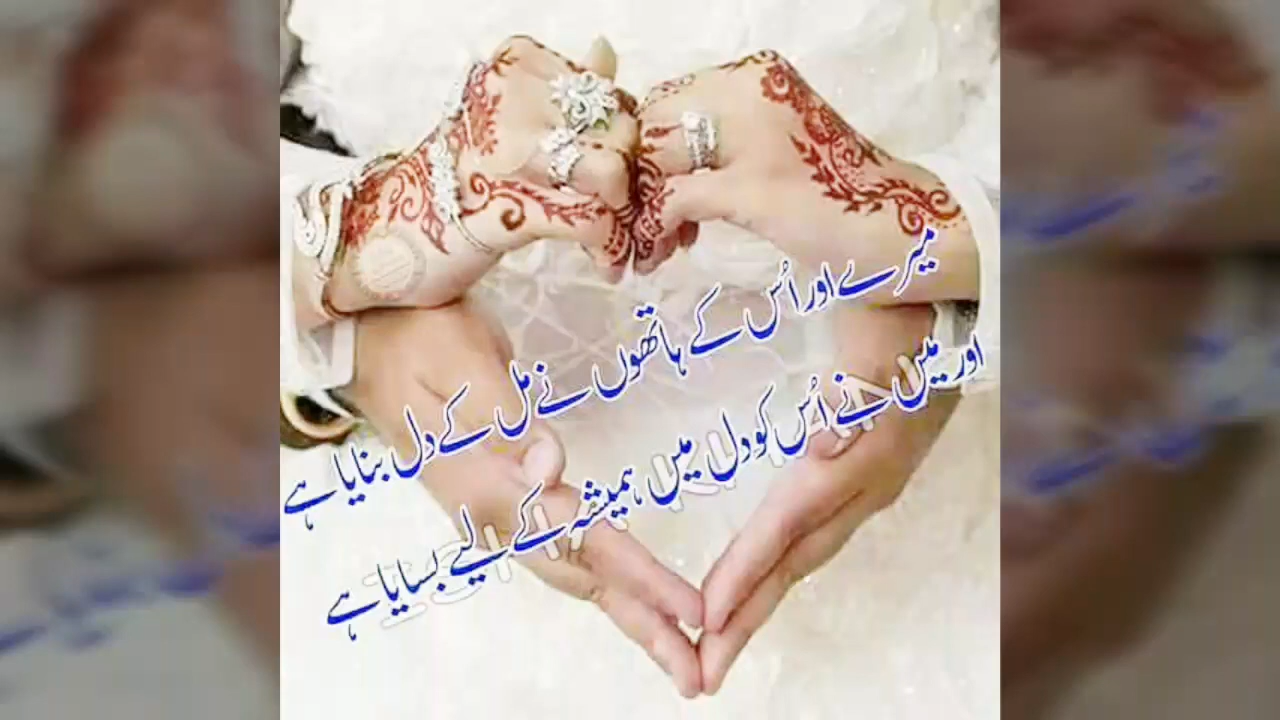 میرے اور اُس کے ہاتھوں نے مل کے دل بنایا ہے
اور میں نے اُس کو دل میں ہمیشہ کے لیے بسایا ہے